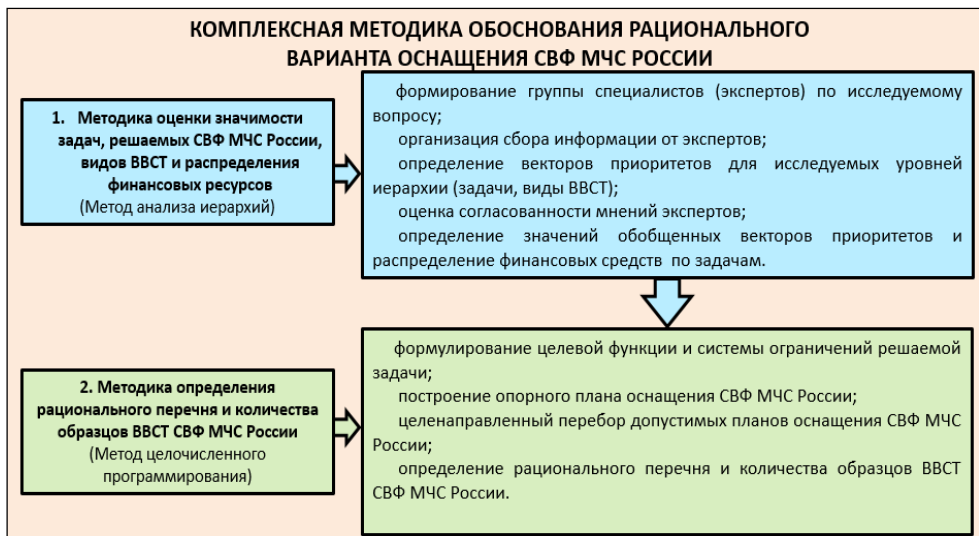 КОМПЛЕКСНАЯ МЕТОДИКА ОБОСНОВАНИЯ РАЦИОНАЛЬНОГО
ВАРИАНТА ОСНАЩЕНИЯ СВФ МЧС РОССИИ
1. Методика оценки значимости
задач, решаемых СВФ МЧС России,
видов ВВСТ и распределения
финансовых ресурсов
(Метод анализа иерархий)
формирование группы специалистов (экспертов) по исследуемому
вопросу;
организация сбора информации от экспертов;
определение векторов приоритетов для исследуемых уровней
иерархии (задачи, виды ВВСТ);
оценка согласованности мнений экспертов;
определение значений обобщенных векторов приоритетов и
распределение финансовых средств по задачам.
2. Методика определения
рационального перечня и количества
образцов ВВСТ СВФ МЧС России
(Метод целочисленного
программирования)
формулирование целевой функции и системы ограничений решаемой
задачи;
построение опорного плана оснащения СВФ МЧС России;
целенаправленный перебор допустимых планов оснащения СВФ МЧС
России;
определение рационального перечня и количества образцов ВВСТ
СВФ МЧС России.